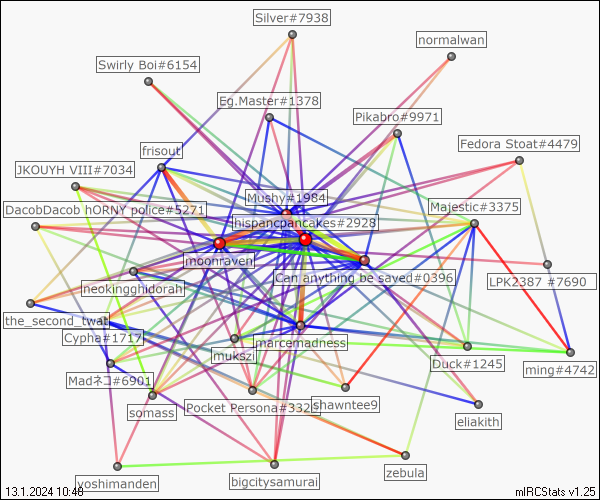 Silver#7938
normalwan
Swirly Boi#6154
Eg.Master#1378
Pikabro#9971
Fedora Stoat#4479
frisout
JKOUYH VIII#7034
Mushy#1984
DacobDacob hORNY police#5271
Majestic#3375
hispancpancakes#2928
moonraven
Can anything be saved#0396
LPK2387 #7690
neokingghidorah
the_second_twat
Cypha#1717
marcemadness
mukszi
Duck#1245
ming#4742
Madネコ#6901
somass
Pocket Persona#332
shawntee9
eliakith
zebula
yoshimanden
bigcitysamurai
13.1.2024 10:48
mIRCStats v1.25